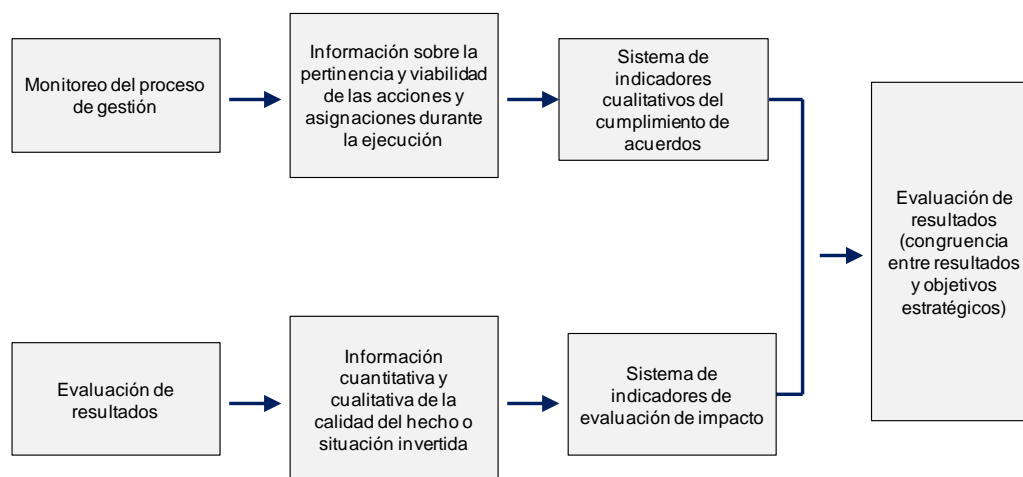 Monitoreo del proceso
de gestión
Información sobre la
pertinencia y viabilidad
de las acciones y
asignaciones durante
la ejecución
Sistema de
indicadores
cualitativos del
cumplimiento de
acuerdos
Evaluación de
resultados
(congruencia
entre resultados
y objetivos
estratégicos)
Evaluación de
resultados
Información
cuantitativa y
cualitativa de la
calidad del hecho o
situación invertida
Sistema de
indicadores de
evaluación de impacto